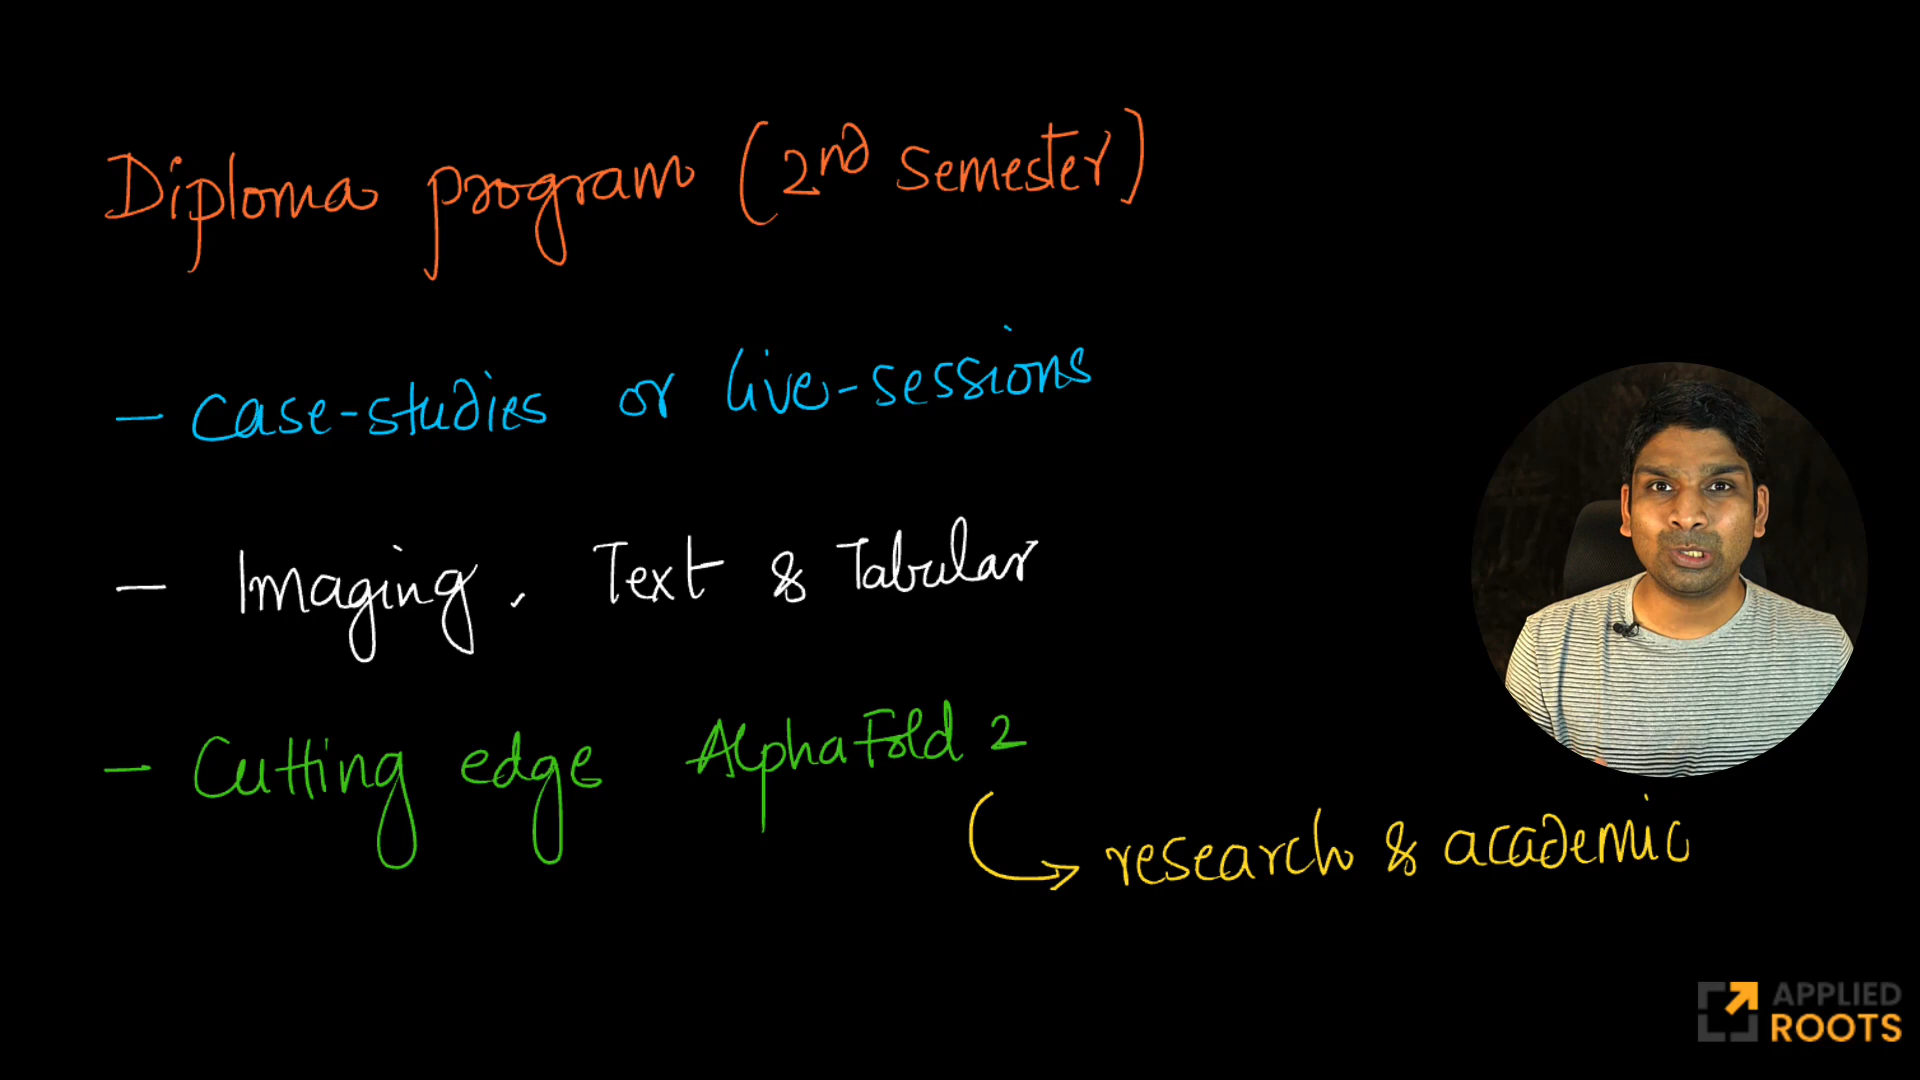 Diploma program (2nd semester)
- case-studies or live-sessions
- Imaging, Text & Tabular
- Cutting edge AlphaFold 2
research & academic
APPLIED
ROOTS